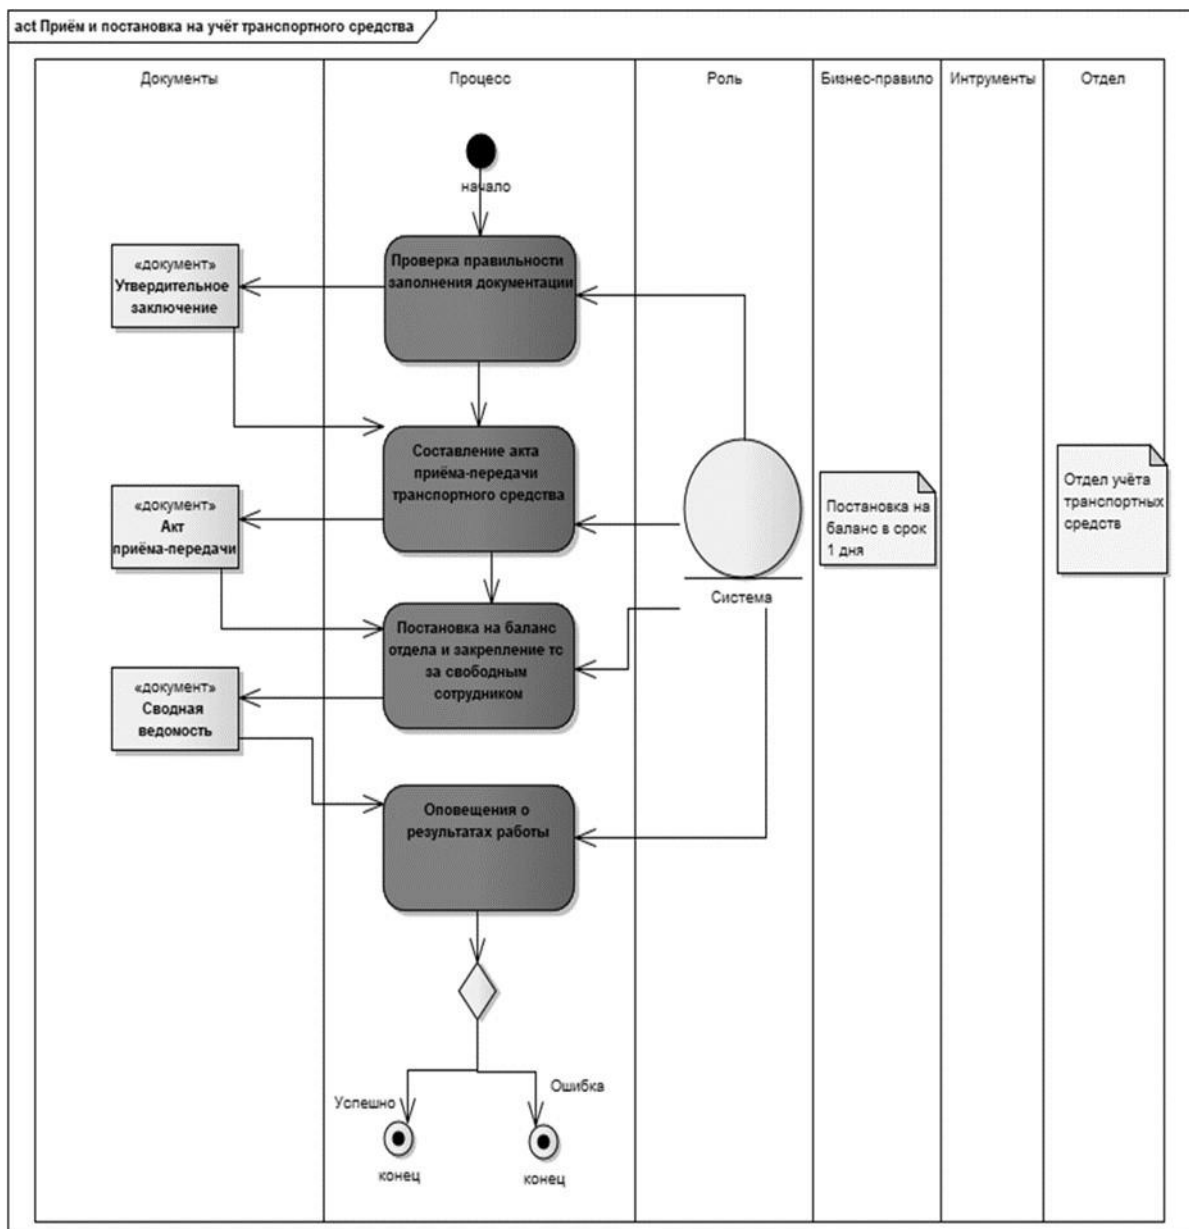 act Приём и постановка на учёт транспортного средства
Документы
Процесс
Роль
Бизнес-правило
Интрументы
Отдел
начало
Проверка правильности
заполнения документации
«документ»
Утвердительное
заключение
Составление акта
приёма-передачи
транспортного средства
«документ»
Акт
приёма-передачи
Система
Постановка на
баланс в срок
1 дня
Отдел учёта
транспортных
средств
Постановка на баланс
отдела и закрепление тс
за свободным
сотрудником
«документ»
Сводная
ведомость
Оповещения о
результатах работы
Успешно
Ошибка
конец
конец